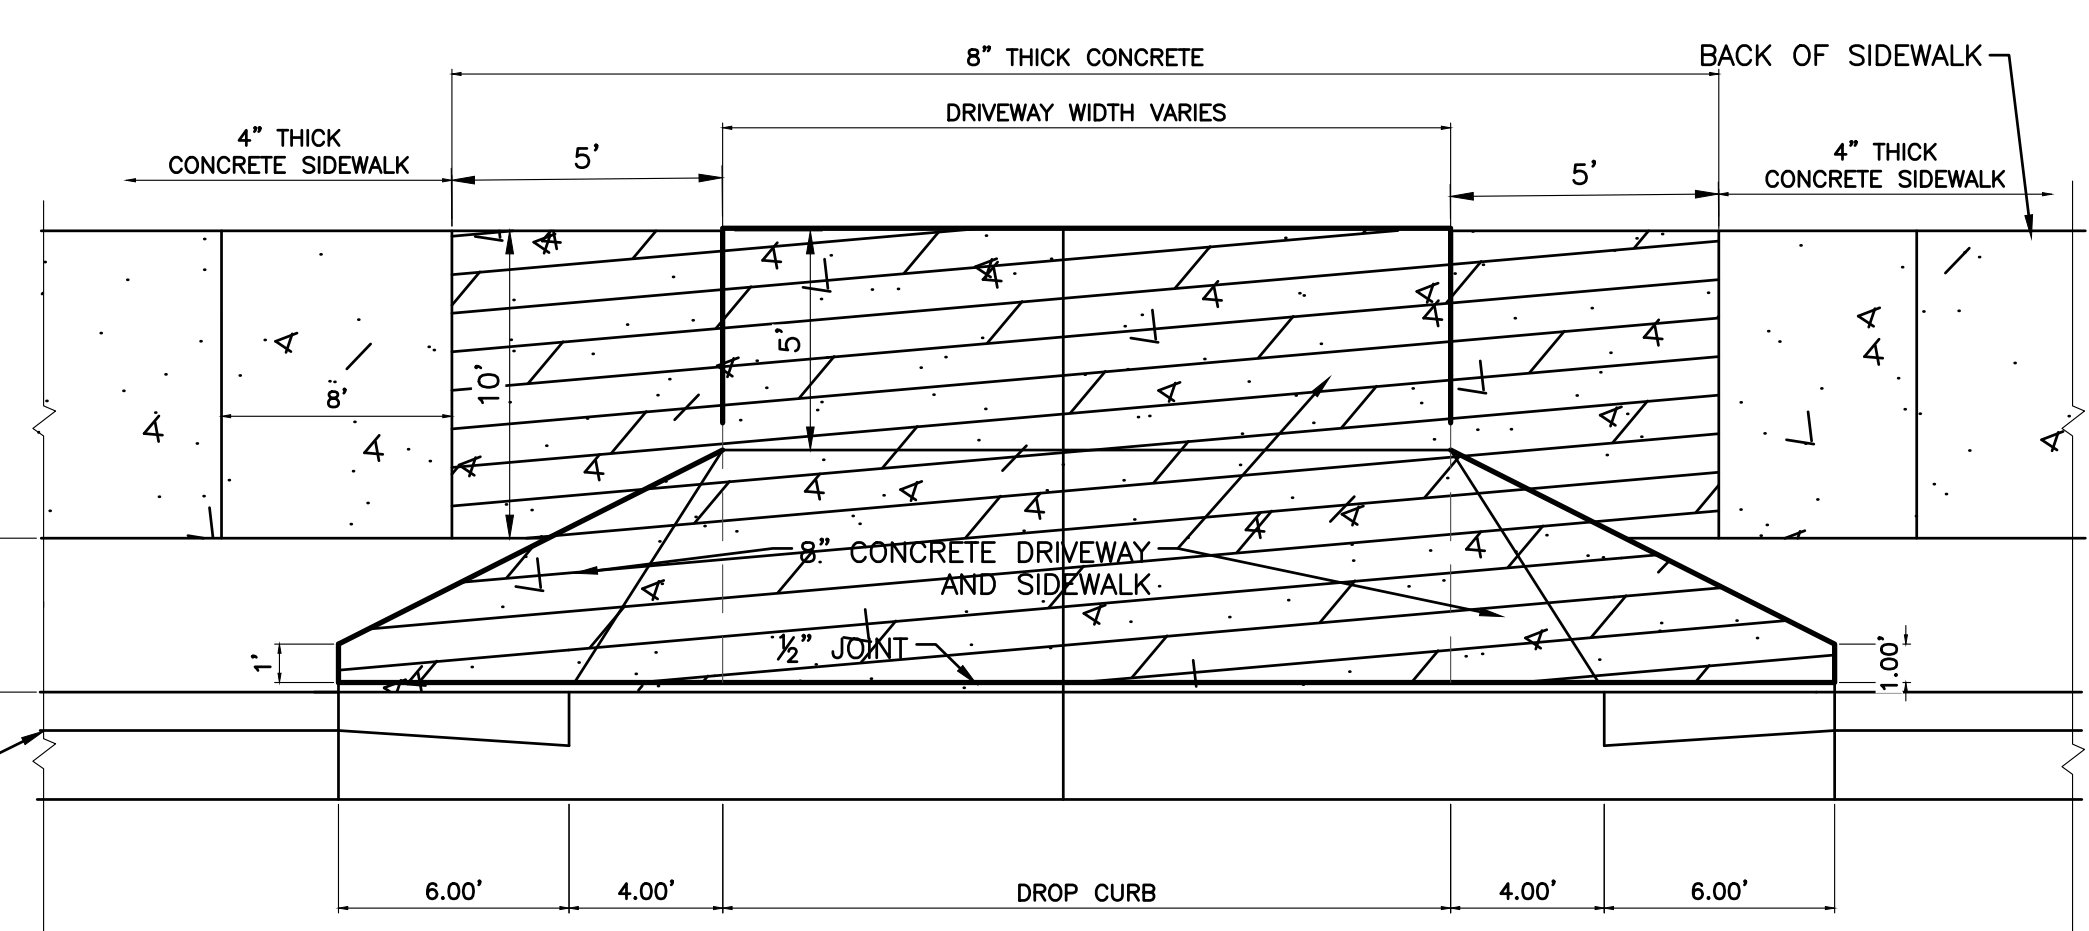 8” THICK CONCRETE
BACK OF SIDEWALK
DRIVEWAY WIDTH VARIES
4” THICK
CONCRETE SIDEWALK
5'
5'
4” THICK
CONCRETE SIDEWALK
8'
10'
5'
8” CONCRETE DRIVEWAY
AND SIDEWALK
½” JOINT
1'
1.00'
6.00'
4.00'
DROP CURB
4.00'
6.00'